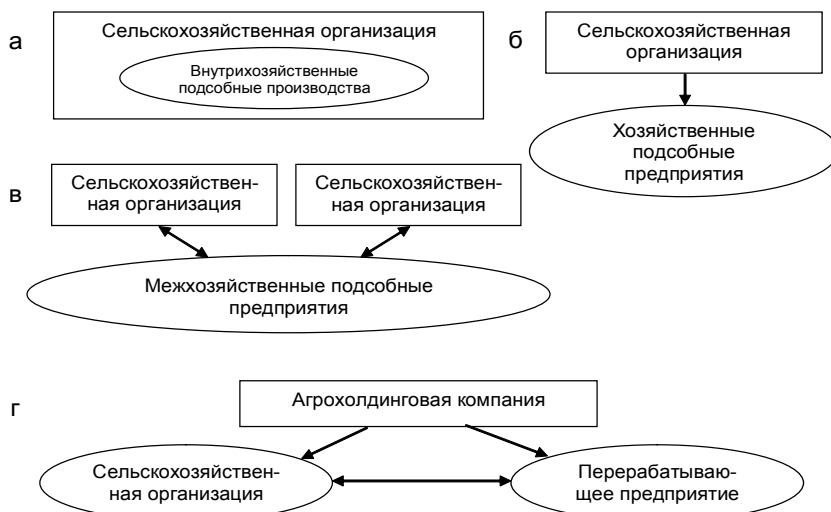 а
Сельскохозяйственная организация
Внутрихозяйственные
подсобные производства
б
Сельскохозяйственная
организация
Хозяйственные
подсобные
предприятия
в
Сельскохозяйствен-
ная организация
Сельскохозяйствен-
ная организация
Межхозяйственные подсобные
предприятия
г
Агрохолдинговая компания
Сельскохозяйствен-
ная организация
Перерабатываю-
щее предприятие